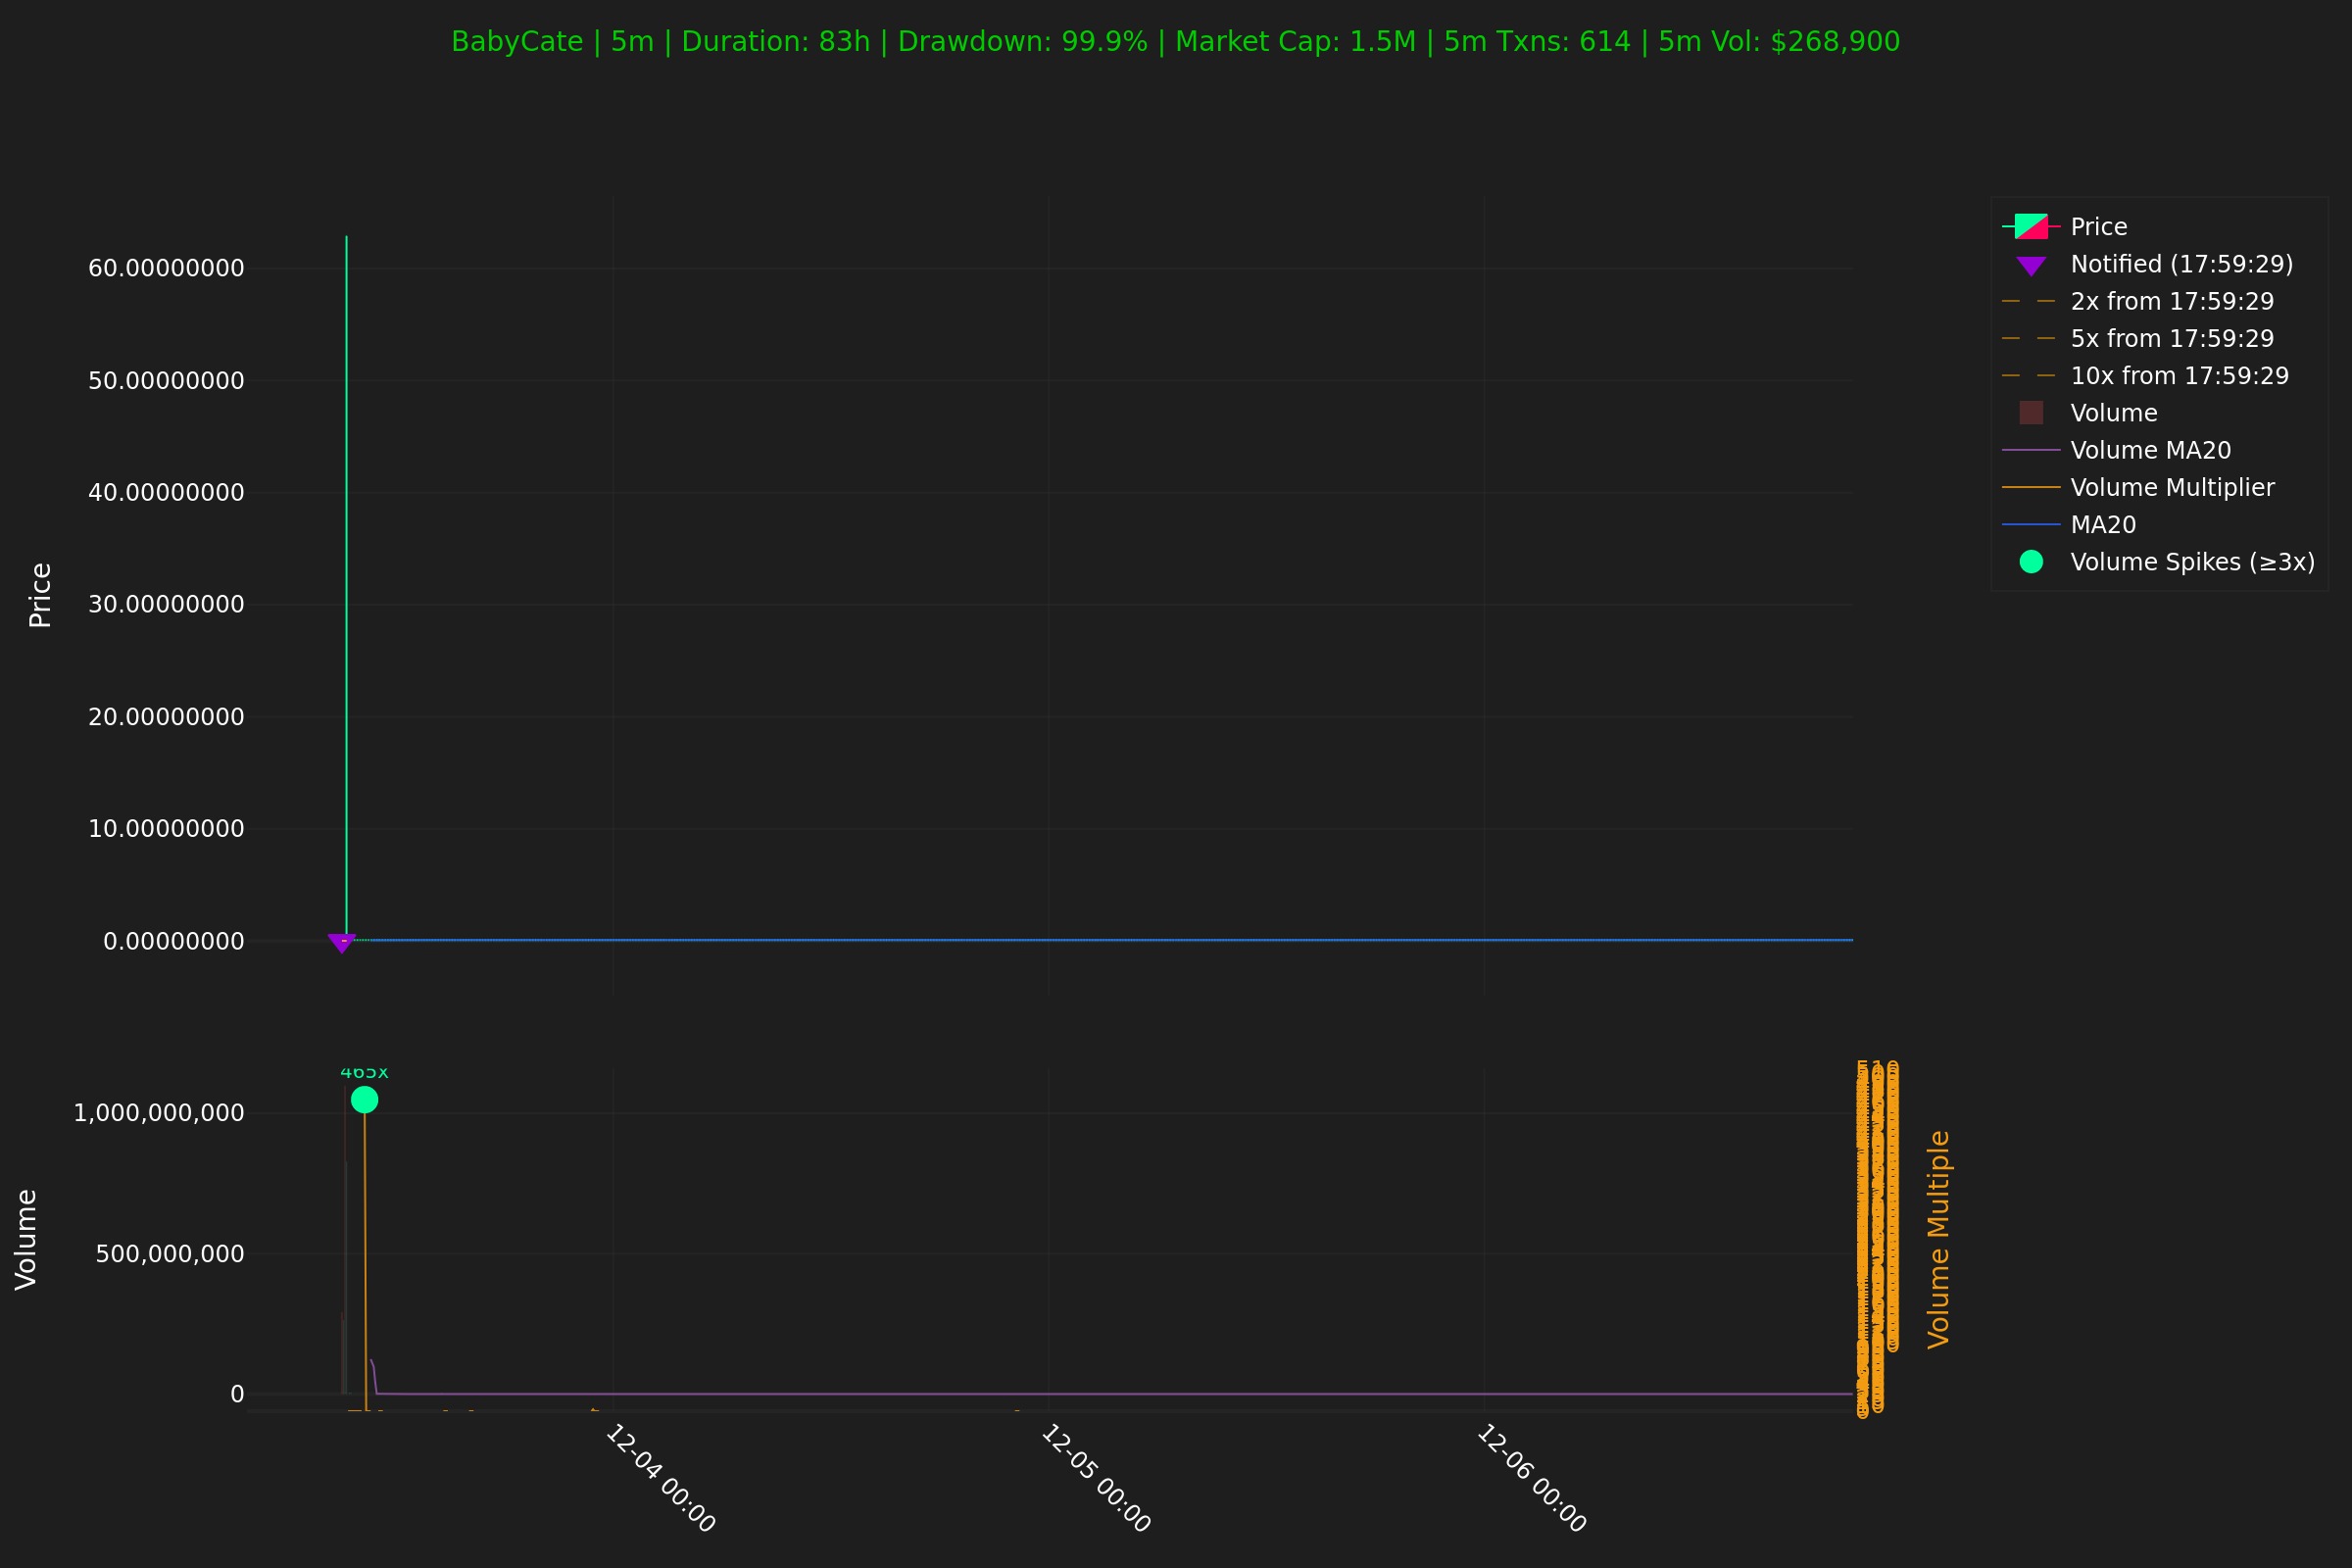 BabyCate | 5m | Duration: 83h | Drawdown: 99.9% | Market Cap: 1.5M | 5m Txns: 614 | 5m Vol: $268,900
Price
60.00000000
50.00000000
40.00000000
30.00000000
20.00000000
10.00000000
0.00000000
Price
Notified (17:59:29)
2x from 17:59:29
5x from 17:59:29
10x from 17:59:29
Volume
Volume MA20
Volume Multiplier
MA20
Volume Spikes (≥3x)
465x
Volume
1,000,000,000
500,000,000
0
Volume Multiple
12-04 00:00
12-05 00:00
12-06 00:00